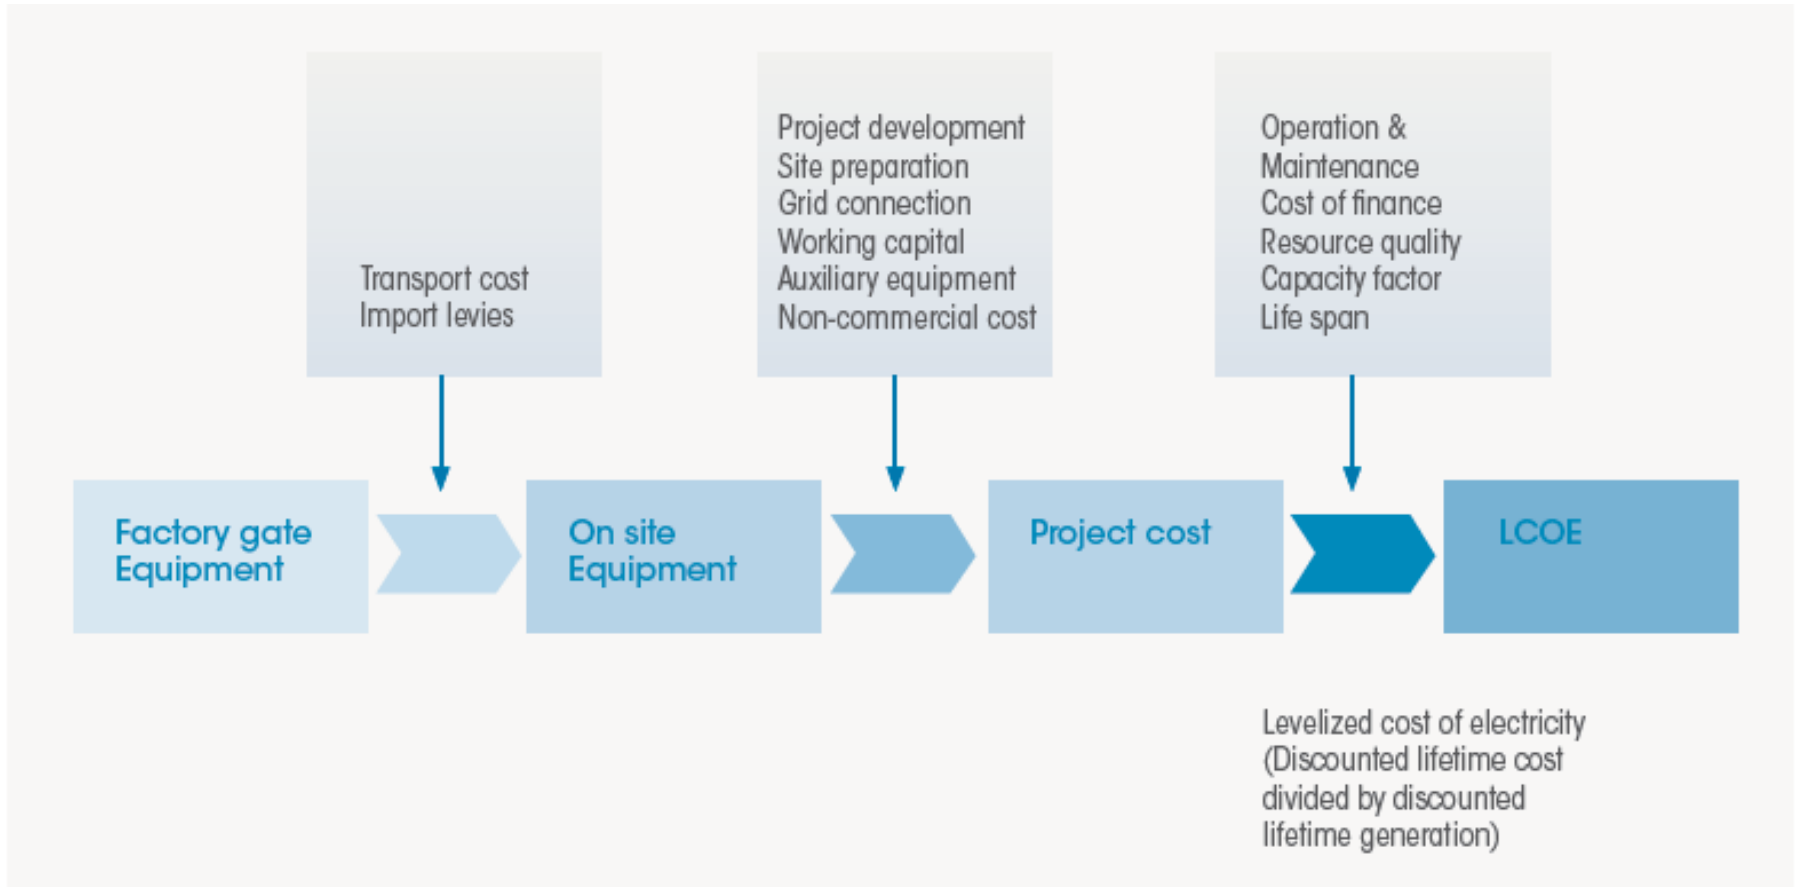 Transport cost
Import levies
Project development
Site preparation
Grid connection
Working capital
Auxiliary equipment
Non-commercial cost
Operation &
Maintenance
Cost of finance
Resource quality
Capacity factor
Life span
Factory gate
Equipment
On site
Equipment
Project cost
LCOE
Levelized cost of electricity
(Discounted lifetime cost
divided by discounted
lifetime generation)